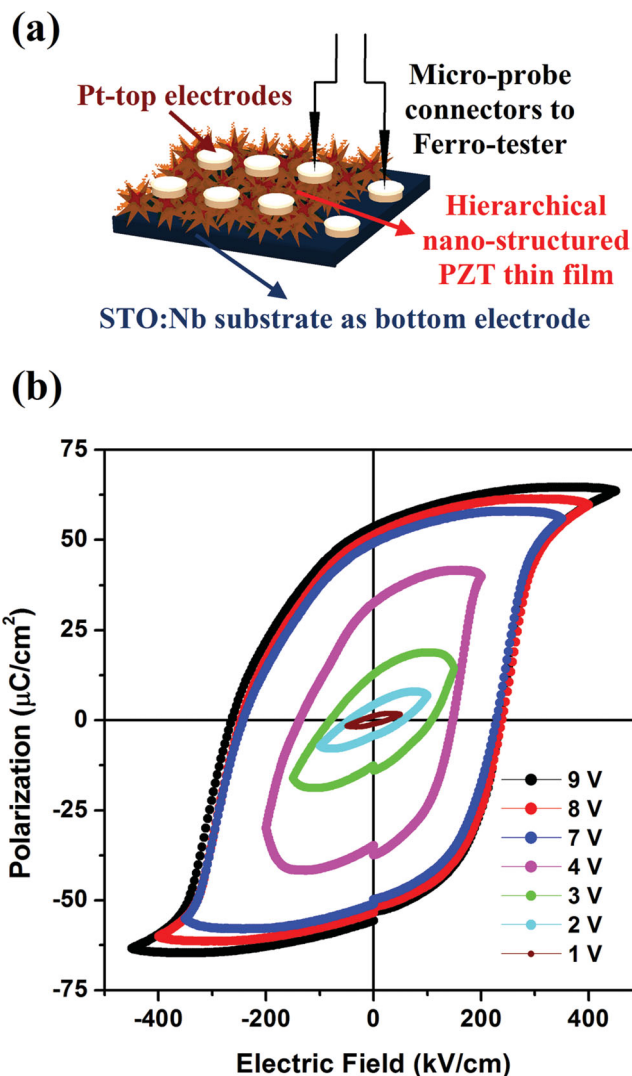 (a)
Pt-top electrodes
Micro-probe
connectors to
Ferro-tester
Hierarchical
nano-structured
PZT thin film
STO:Nb substrate as bottom electrode
(b)
Polarization (μC/cm²)
75
50
25
0
-25
-50
-75
9 V
8 V
7 V
4 V
3 V
2 V
1 V
-400
-200
0
200
400
Electric Field (kV/cm)